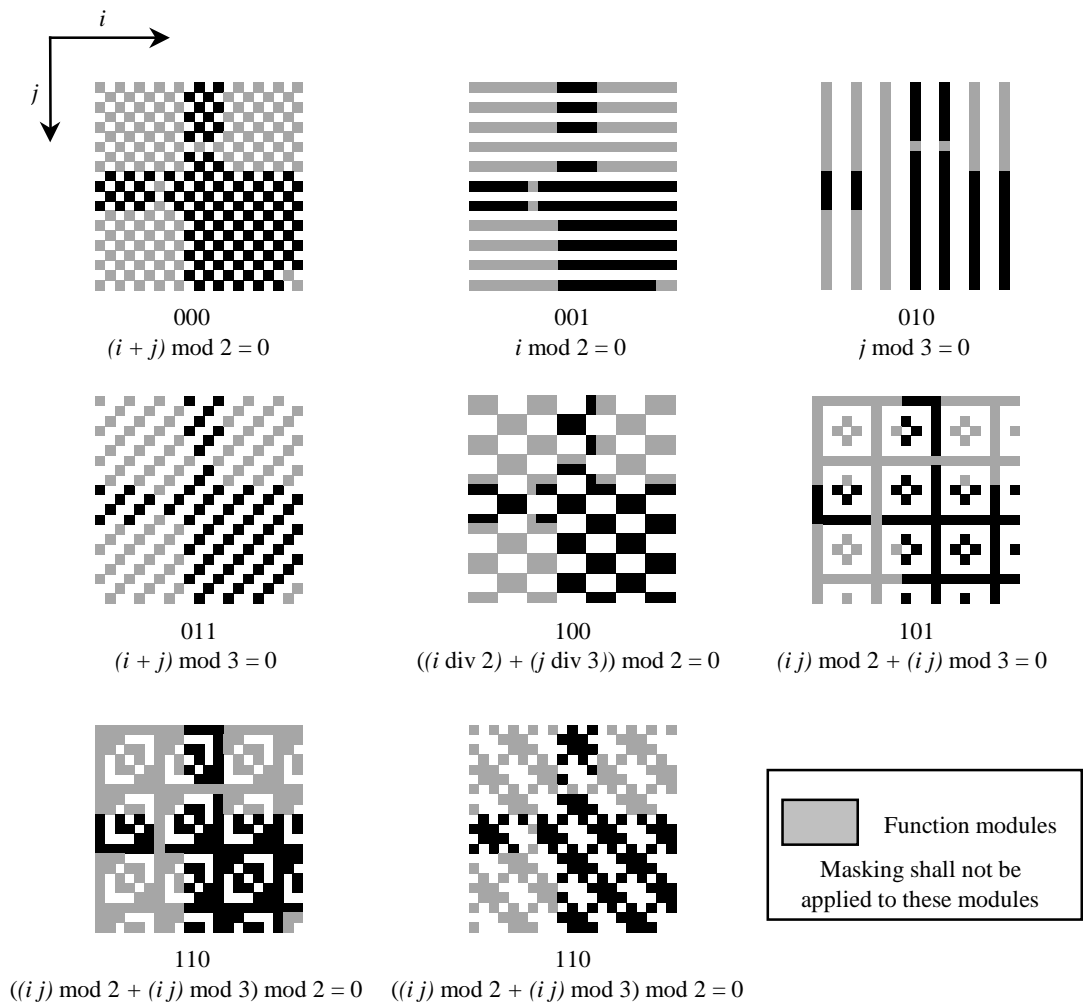 i
j
000
(i + j) mod 2 = 0
001
i mod 2 = 0
010
j mod 3 = 0
011
(i + j) mod 3 = 0
100
((i div 2) + (j div 3)) mod 2 = 0
101
(i j) mod 2 + (i j) mod 3 = 0
110
((i j) mod 2 + (i j) mod 3) mod 2 = 0
110
((i j) mod 2 + (i j) mod 3) mod 2 = 0
Function modules
Masking shall not be
applied to these modules